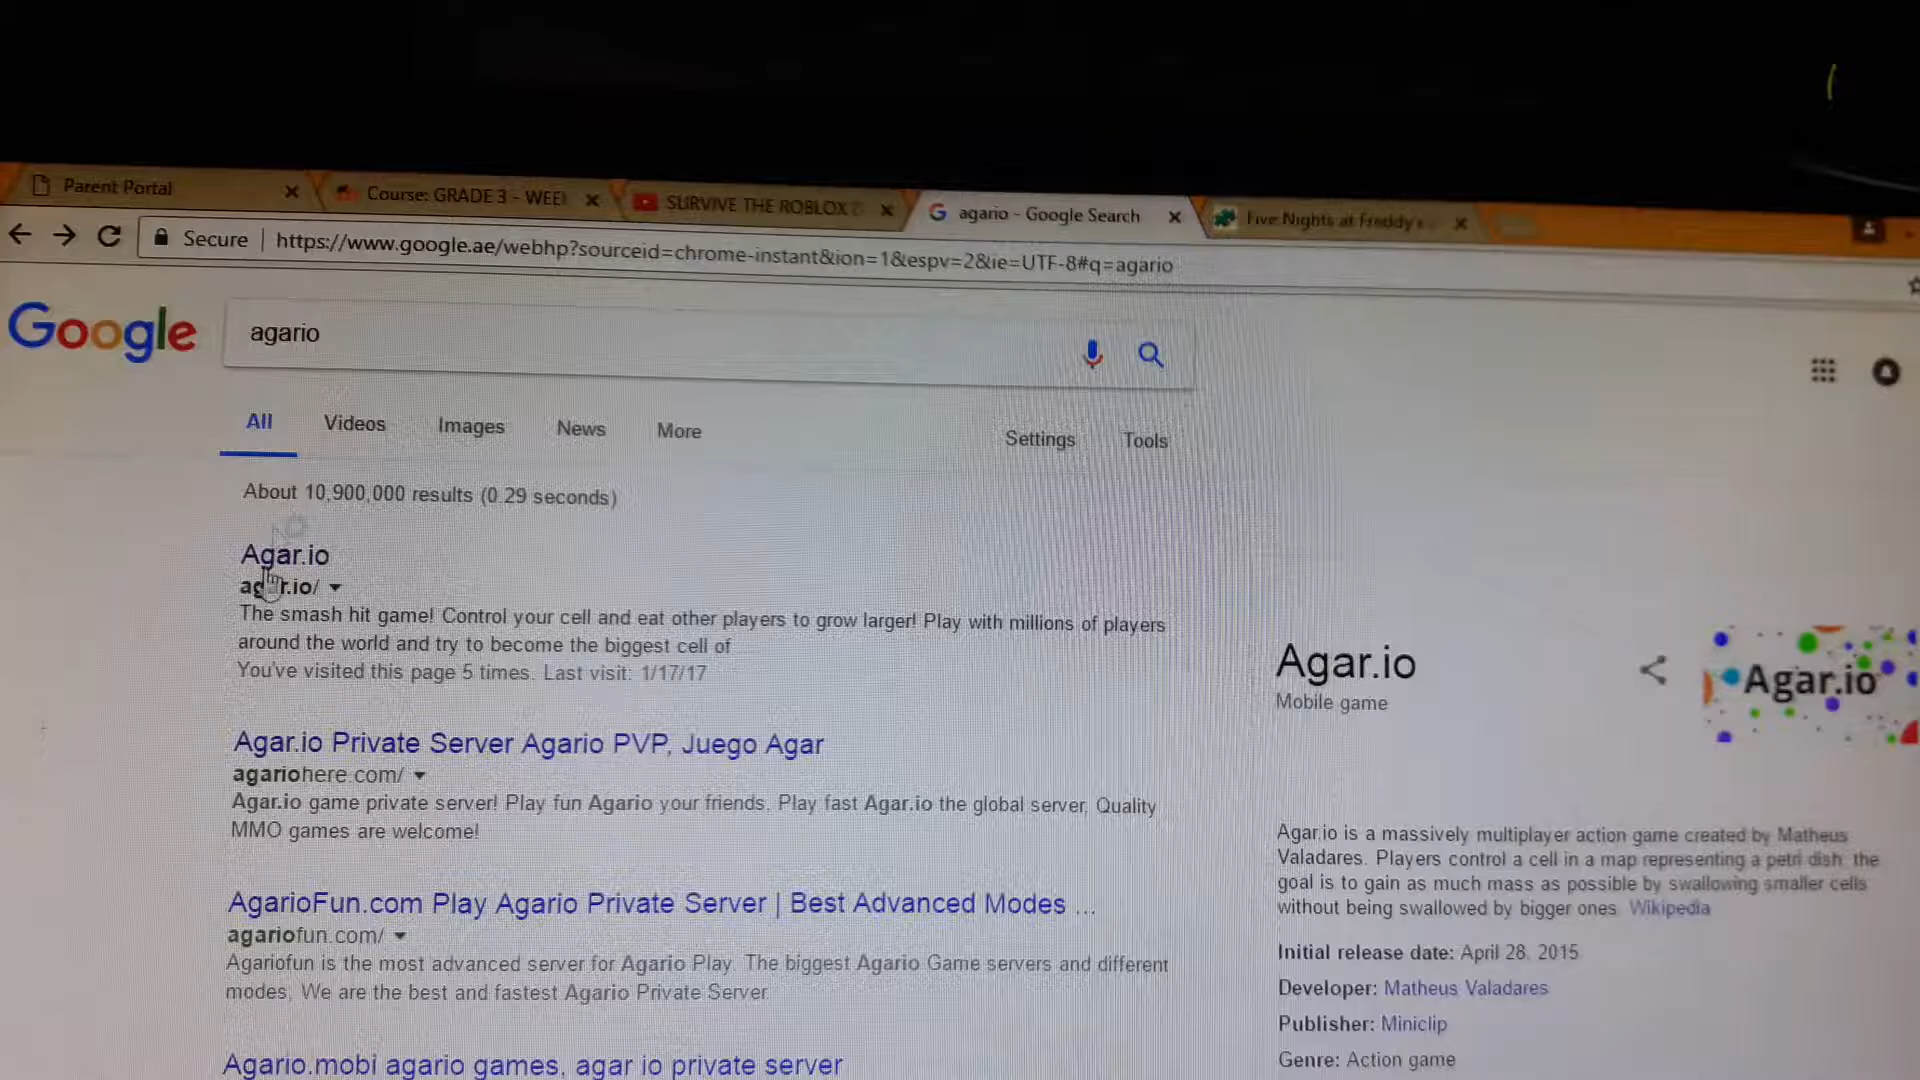 Parent Portal
Course: GRADE 3 - WEE
SURVIVE THE ROBLOX
agario - Google Search
Five Nights at Freddy's
Secure
https://www.google.ae/webhp?sourceid=chrome-instant&ion=1&espv=2&ie=UTF-8#q=agario
Google
agario
All
Videos
Images
News
More
Settings
Tools
About 10,900,000 results (0.29 seconds)
Agar.io
agar.io/
The smash hit game! Control your cell and eat other players to grow larger! Play with millions of players
around the world and try to become the biggest cell of
You've visited this page 5 times. Last visit: 1/17/17
Agar.io Private Server Agario PVP, Juego Agar
agariohere.com/
Agar.io game private server! Play fun Agario your friends. Play fast Agar.io the global server, Quality
MMO games are welcome!
AgarioFun.com Play Agario Private Server | Best Advanced Modes ...
agariofun.com/
Agariofun is the most advanced server for Agario Play. The biggest Agario Game servers and different
modes, We are the best and fastest Agario Private Server
Agario.mobi agario games, agar io private server
Agar.io
Mobile game
Agar.io
Agar.io is a massively multiplayer action game created by Matheus
Valadares. Players control a cell in a map representing a petri dish; the
goal is to gain as much mass as possible by swallowing smaller cells
without being swallowed by bigger ones. Wikipedia
Initial release date: April 28, 2015
Developer: Matheus Valadares
Publisher: Miniclip
Genre: Action game